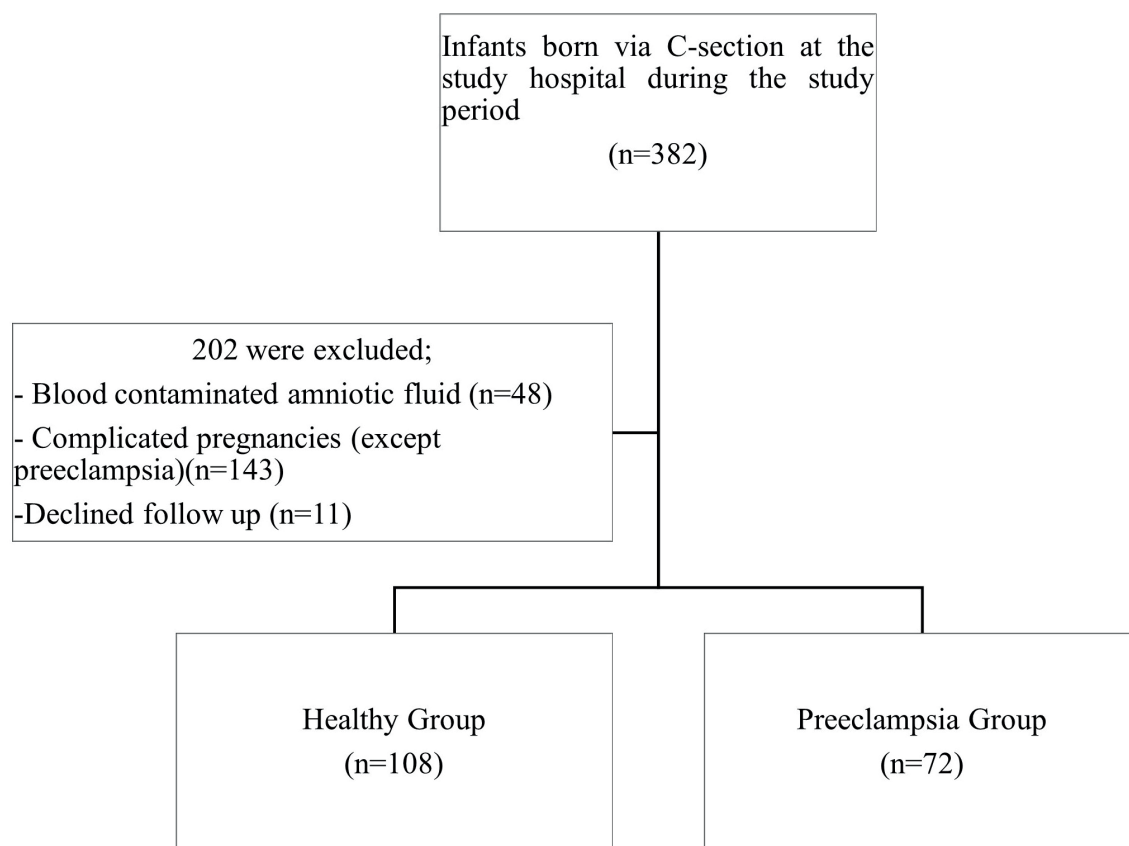 Infants born via C-section at the
study hospital during the study
period
(n=382)
202 were excluded;
- Blood contaminated amniotic fluid (n=48)
- Complicated pregnancies (except
preeclampsia)(n=143)
-Declined follow up (n=11)
Healthy Group
(n=108)
Preeclampsia Group
(n=72)